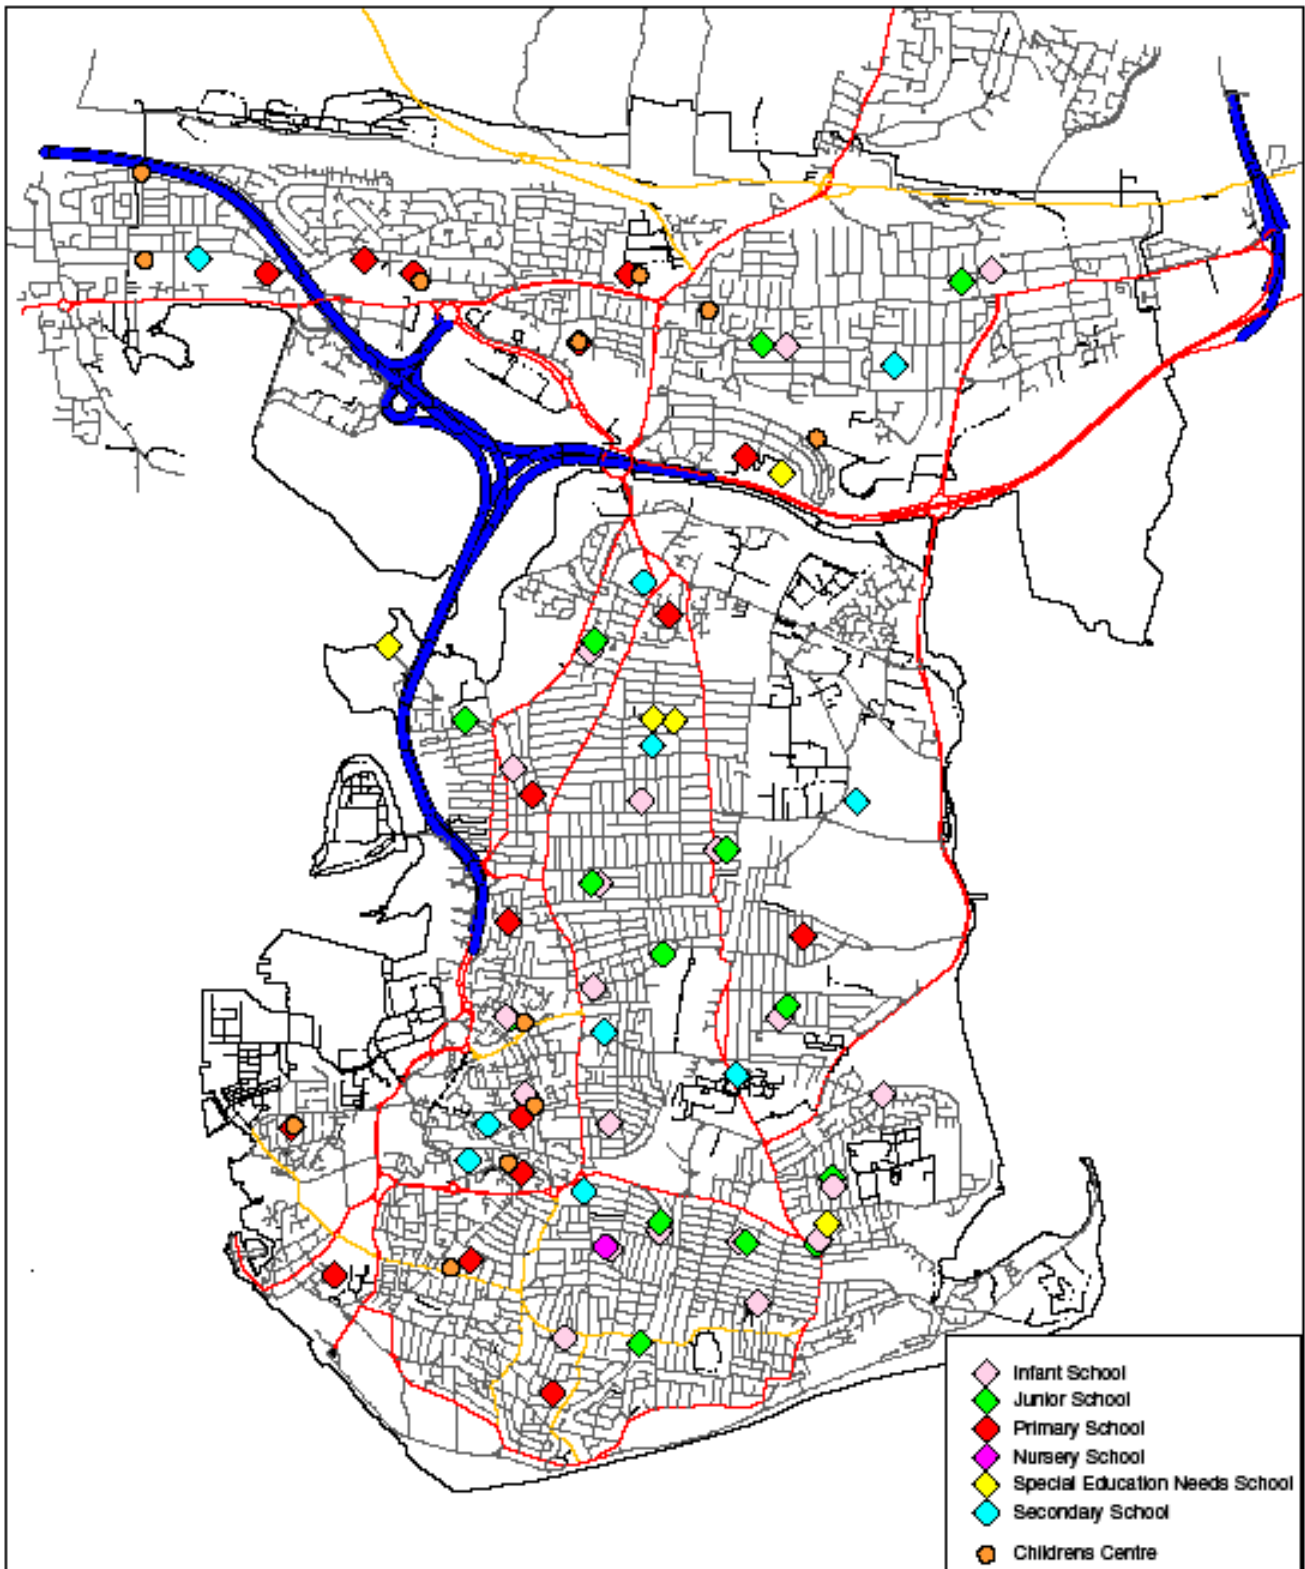 Infant School
Junior School
Primary School
Nursery School
Special Education Needs School
Secondary School
Childrens Centre